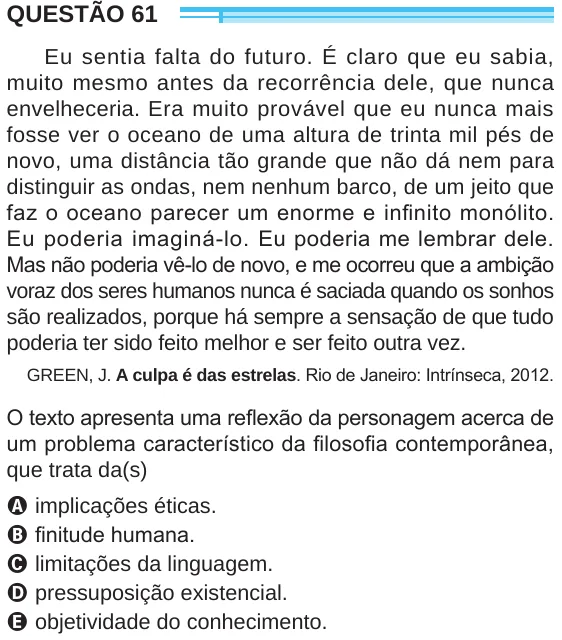 QUESTÃO 61
Eu sentia falta do futuro. É claro que eu sabia,
muito mesmo antes da recorrência dele, que nunca
envelheceria. Era muito provável que eu nunca mais
fosse ver o oceano de uma altura de trinta mil pés de
novo, uma distância tão grande que não dá nem para
distinguir as ondas, nem nenhum barco, de um jeito que
faz o oceano parecer um enorme e infinito monólito.
Eu poderia imaginá-lo. Eu poderia me lembrar dele.
Mas não poderia vê-lo de novo, e me ocorreu que a ambição
voraz dos seres humanos nunca é saciada quando os sonhos
são realizados, porque há sempre a sensação de que tudo
poderia ter sido feito melhor e ser feito outra vez.
GREEN, J. A culpa é das estrelas. Rio de Janeiro: Intrínseca, 2012.
O texto apresenta uma reflexão da personagem acerca de
um problema característico da filosofia contemporânea,
que trata da(s)
A implicações éticas.
B finitude humana.
C limitações da linguagem.
D pressuposição existencial.
E objetividade do conhecimento.